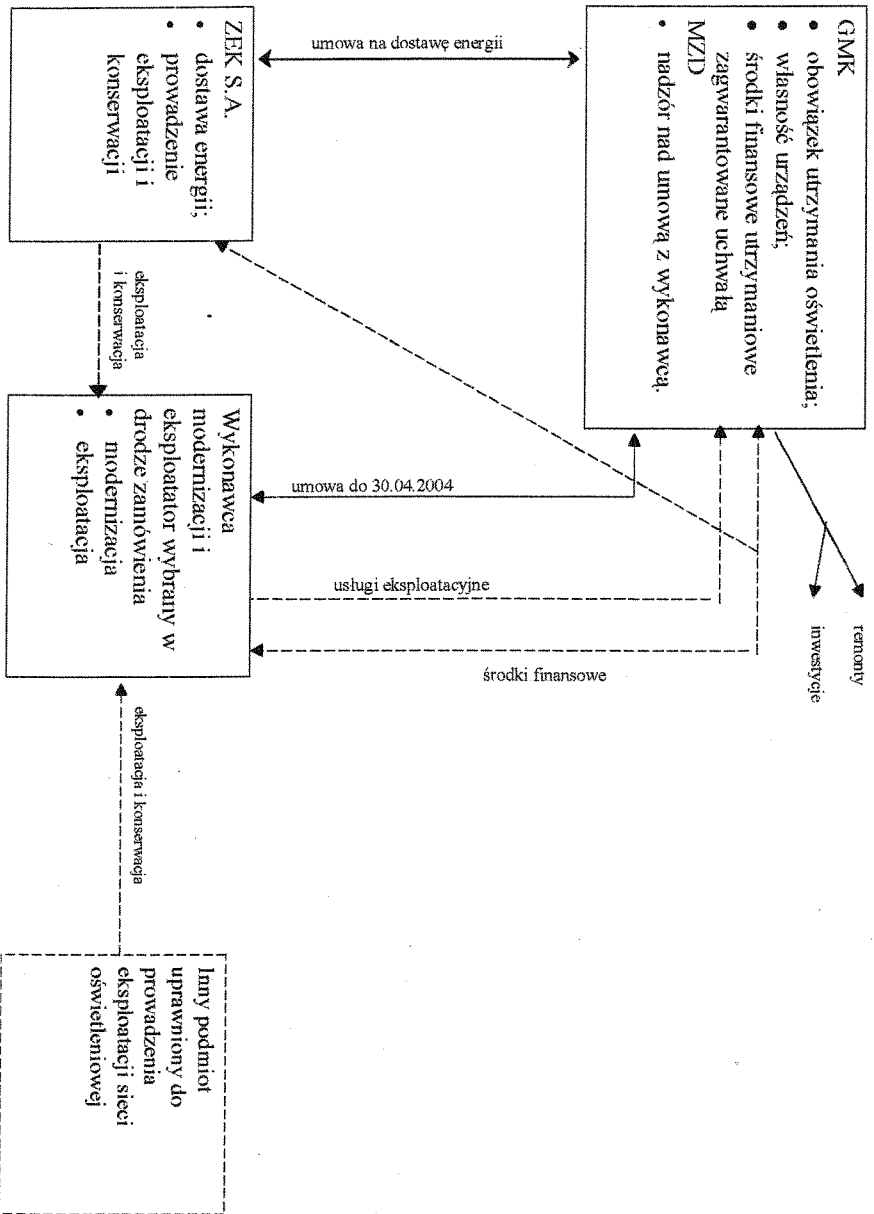 GMK
• obowiązek utrzymania oświetlenia;
• własność urządzeń;
• środki finansowe utrzymaniowe
zagwarantowane uchwałą
MZD
• nadzór nad umową z wykonawcą.
remonty
inwestycje
umowa na dostawę energii
umowa do 30.04.2004
usługi eksploatacyjne
środki finansowe
ZEK S.A.
• dostawa energii;
• prowadzenie
eksploatacji i
konserwacji
eksploatacja
i konserwacja
Wykonawca
modernizacji i
eksploatator wybrany w
drodze zamówienia
• modernizacja
• eksploatacja
eksploatacja i konserwacja
Inny podmiot
uprawniony do
prowadzenia
eksploatacji sieci
oświetleniowej